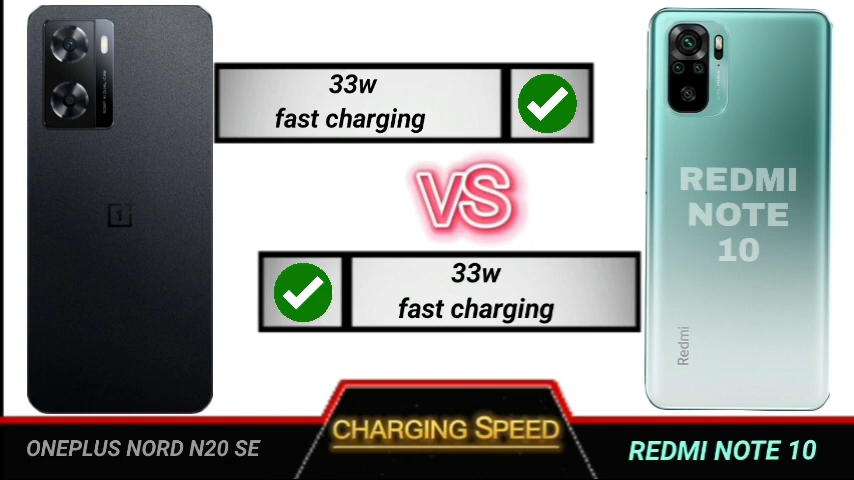 33w
fast charging
VS
33w
fast charging
REDMI
NOTE
10
Redmi
CHARGING SPEED
ONEPLUS NORD N20 SE
REDMI NOTE 10